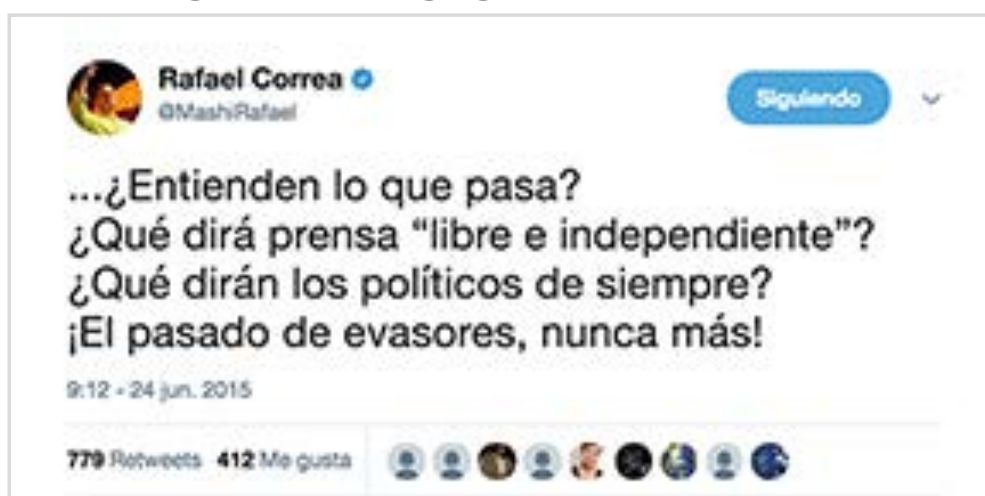 Rafael Correa
@MashiRafael
Siguiendo
...¿Entienden lo que pasa?
¿Qué dirá prensa “libre e independiente”?
¿Qué dirán los políticos de siempre?
¡El pasado de evasores, nunca más!
9:12 - 24 jun. 2015
779 Retweets 412 Me gusta